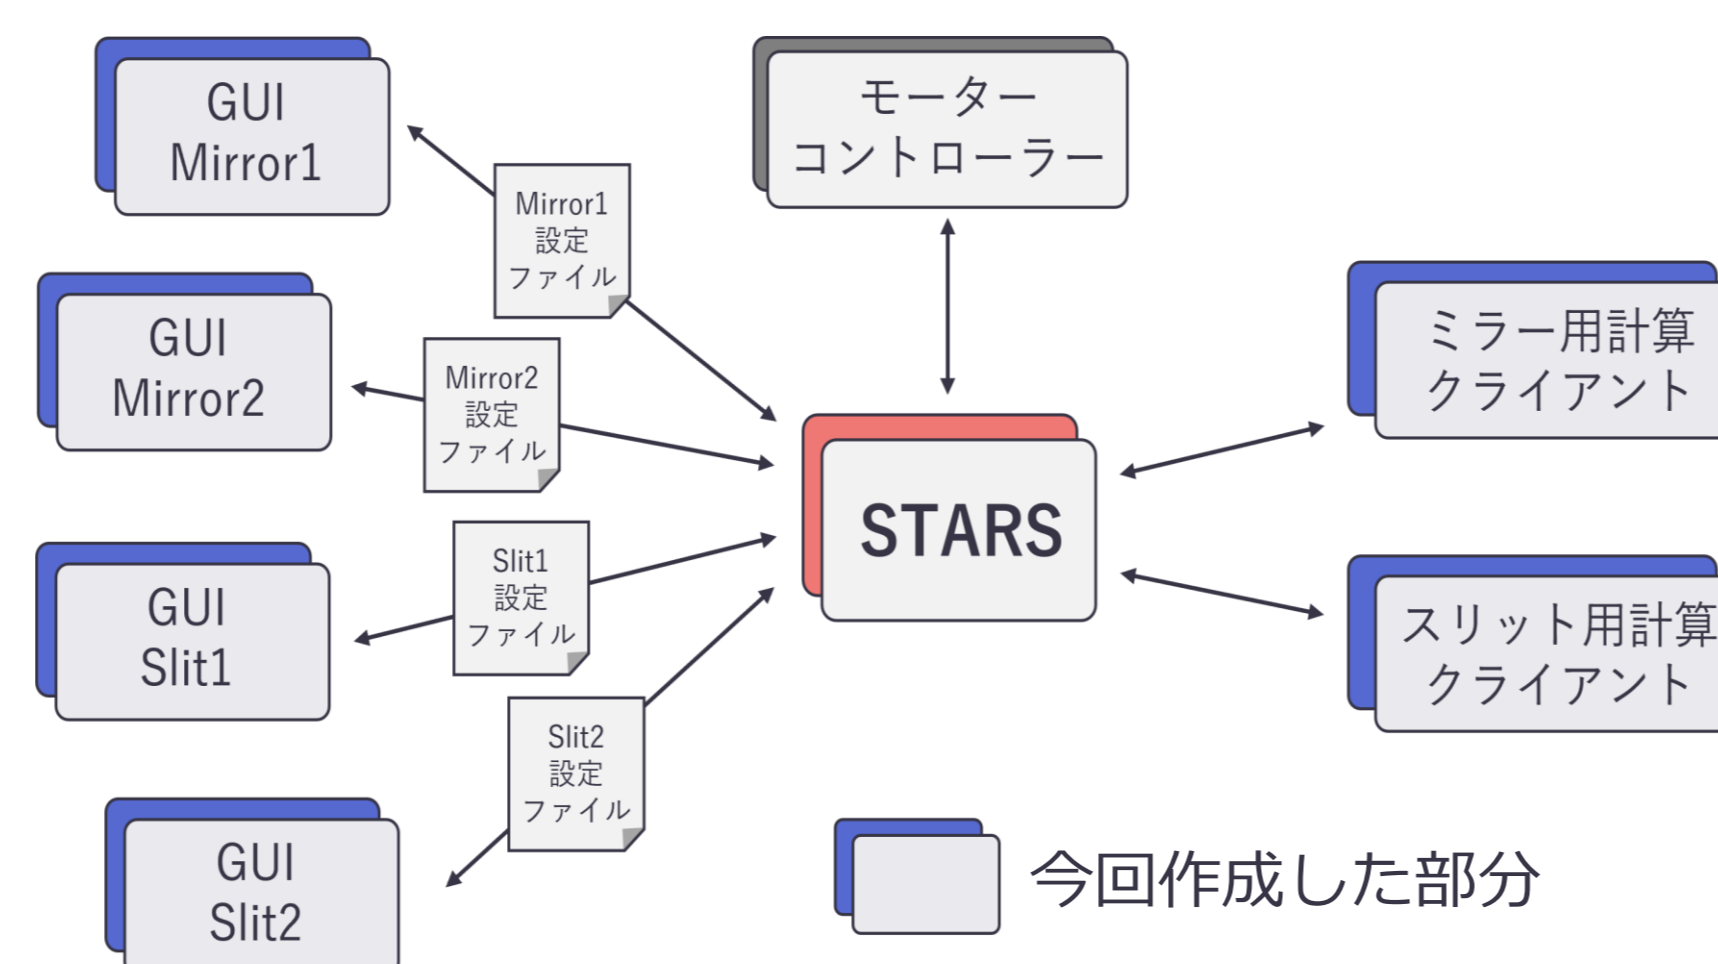 GUI
Mirror1
モーター
コントローラー
Mirror1
設定
ファイル
GUI
Mirror2
Mirror2
設定
ファイル
ミラー用計算
クライアント
STARS
GUI
Slit1
Slit1
設定
ファイル
スリット用計算
クライアント
Slit2
設定
ファイル
GUI
Slit2
今回作成した部分